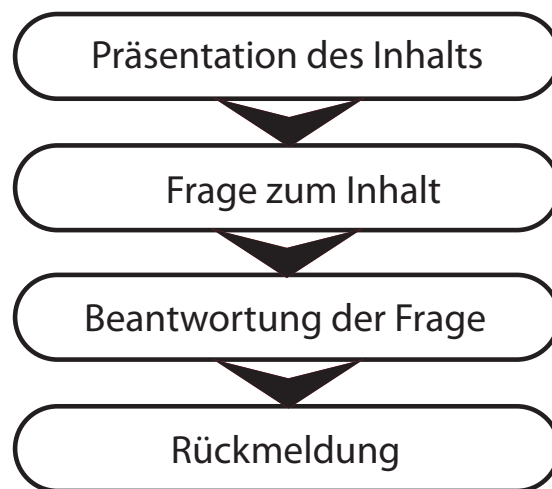 Präsentation des Inhalts
Frage zum Inhalt
Beantwortung der Frage
Rückmeldung